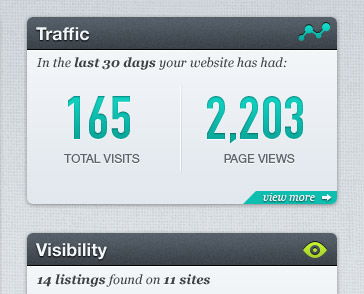 Traffic
In the last 30 days your website has had:
165 2,203
TOTAL VISITS PAGE VIEWS
view more
Visibility
14 listings found on 11 sites